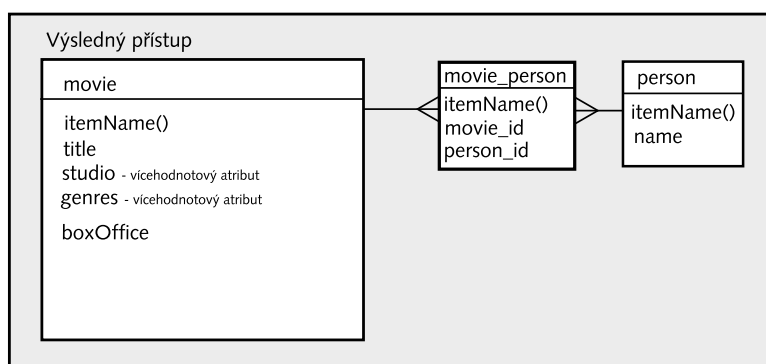 Výsledný přístup
movie
itemName()
title
studio - vícehodnotový atribut
genres - vícehodnotový atribut
boxOffice
movie_person
itemName()
movie_id
person_id
person
itemName()
name